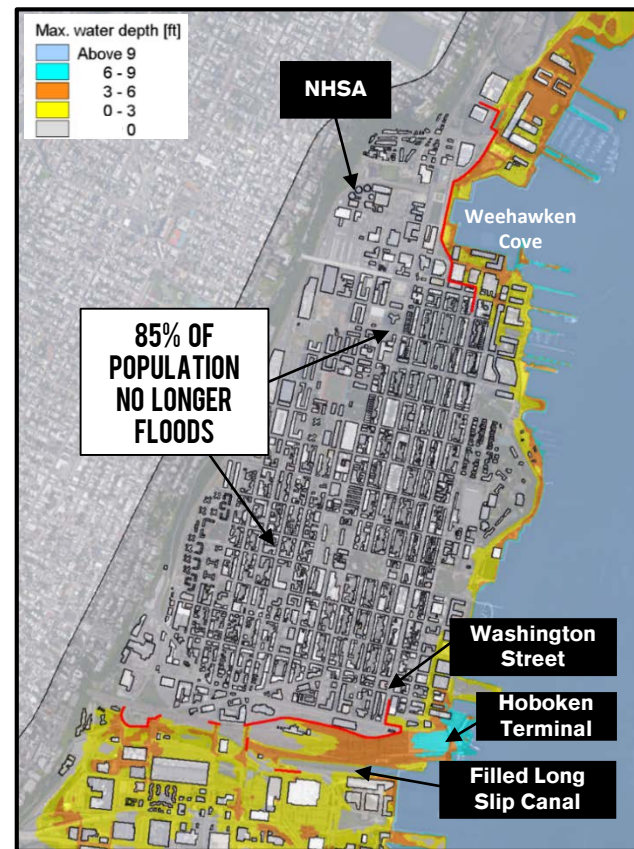 Max. water depth [ft]
Above 9
6 - 9
3 - 6
0 - 3
0
NHSA
Weehawken
Cove
85% OF
POPULATION
NO LONGER
FLOODS
Washington
Street
Hoboken
Terminal
Filled Long
Slip Canal